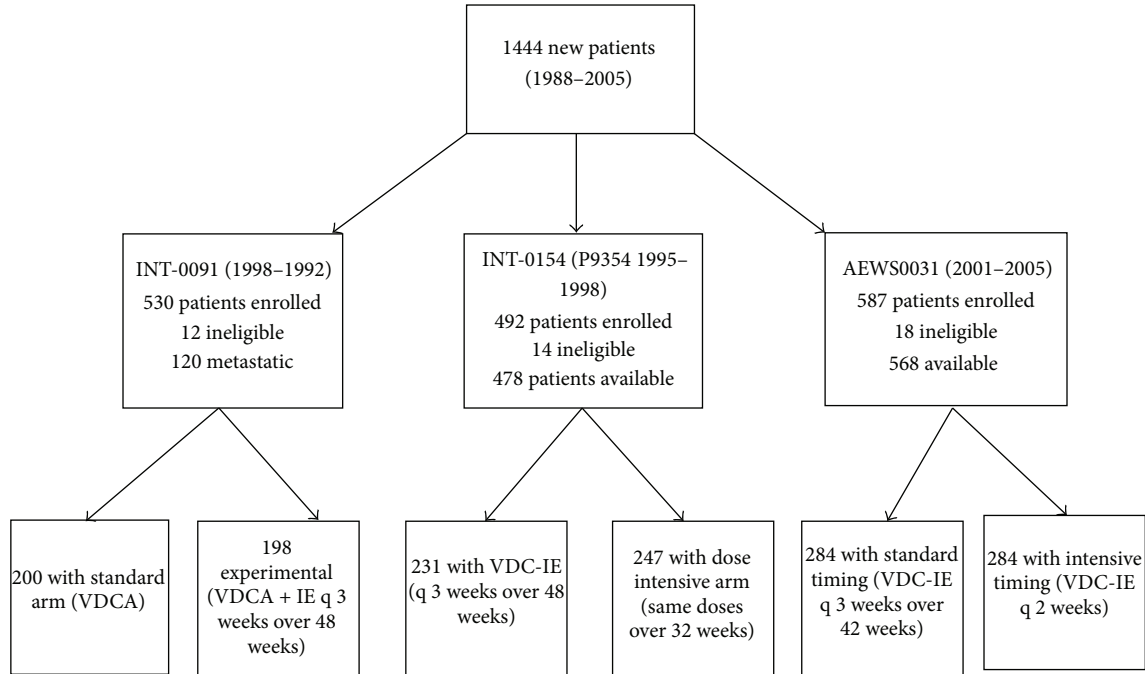 1444 new patients
(1988–2005)
INT-0091 (1998–1992)
530 patients enrolled
12 ineligible
120 metastatic
INT-0154 (P9354 1995–
1998)
492 patients enrolled
14 ineligible
478 patients available
AEWS0031 (2001–2005)
587 patients enrolled
18 ineligible
568 available
200 with standard
arm (VDCA)
198
experimental
(VDCA + IE q 3
weeks over 48
weeks)
231 with VDC-IE
(q 3 weeks over 48
weeks)
247 with dose
intensive arm
(same doses
over 32 weeks)
284 with standard
timing (VDC-IE
q 3 weeks over
42 weeks)
284 with intensive
timing (VDC-IE
q 2 weeks)